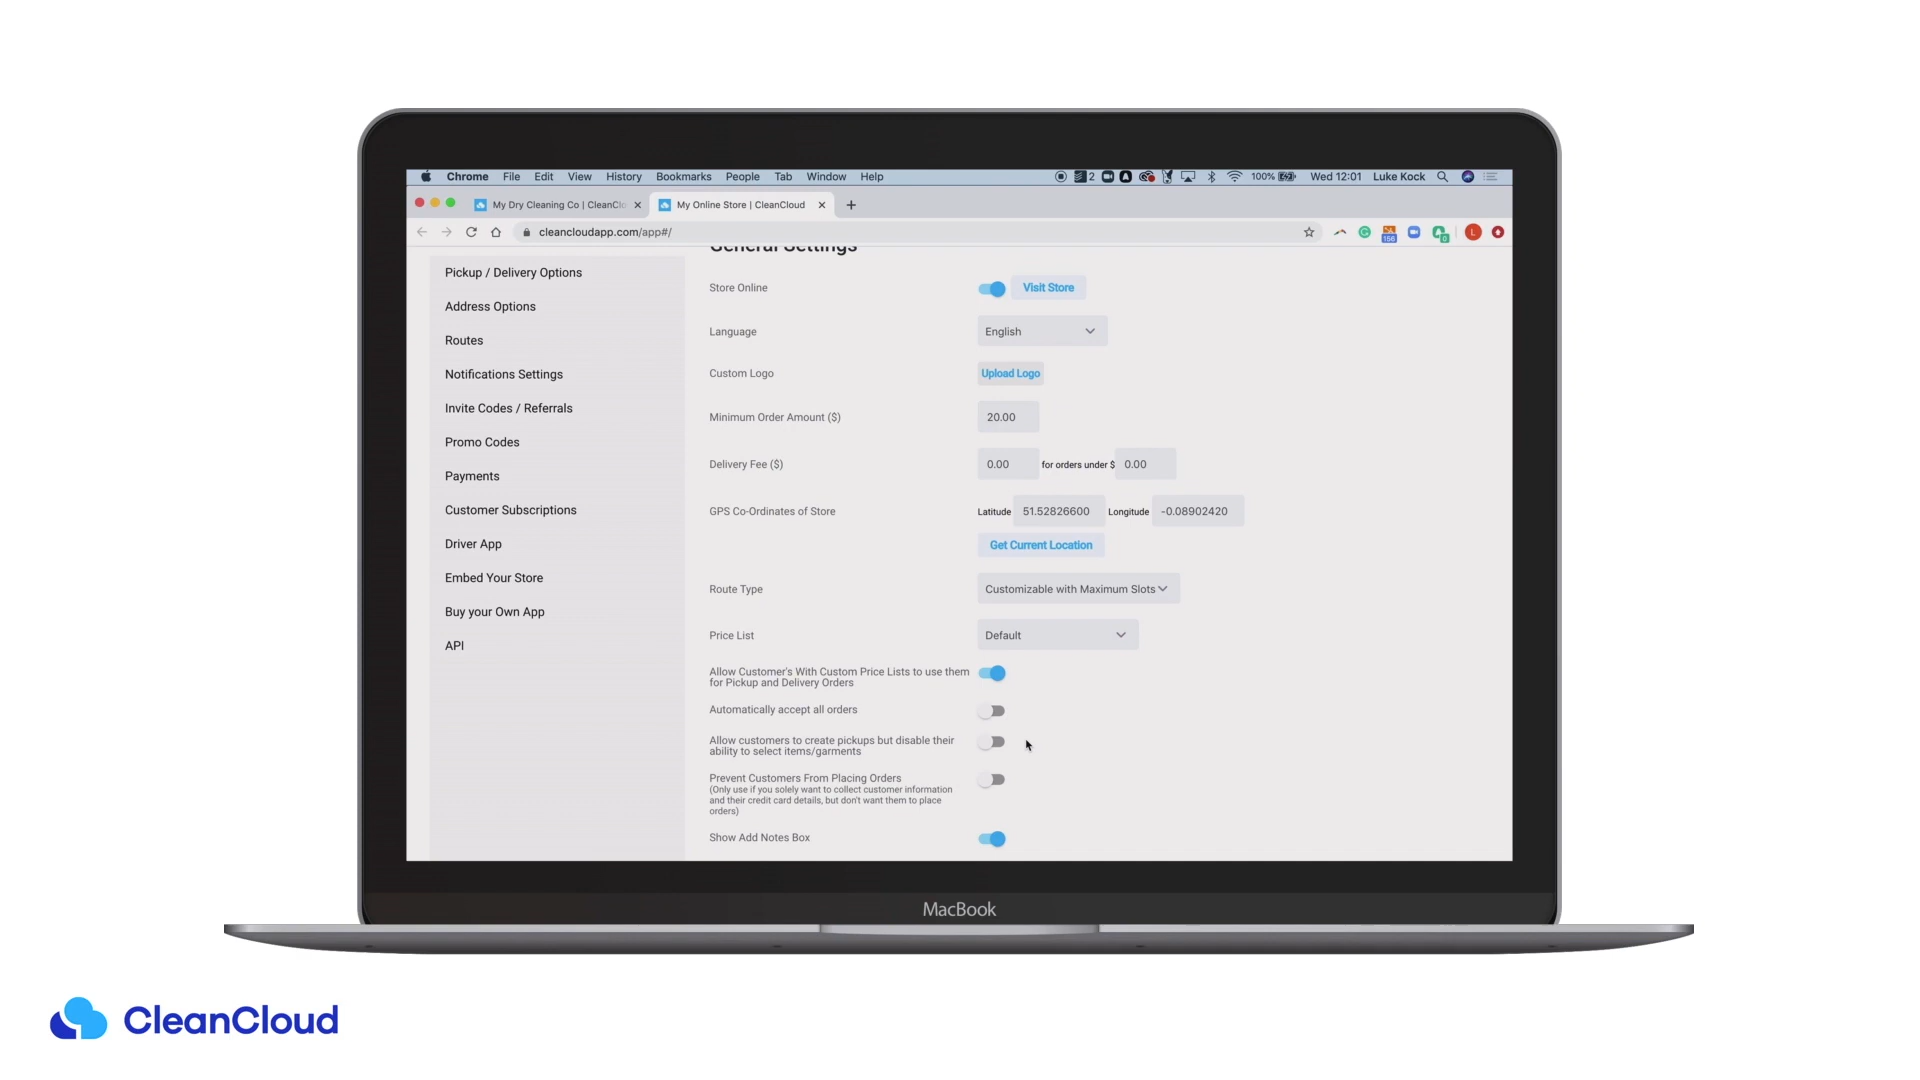 Chrome File Edit View History Bookmarks People Tab Window Help 2 100% Wed 12:01 Luke Kock
My Dry Cleaning Co | CleanClo My Online Store | CleanCloud
cleancloudapp.com/app#/ 156 0 L
General Settings
Pickup / Delivery Options
Address Options
Routes
Notifications Settings
Invite Codes / Referrals
Promo Codes
Payments
Customer Subscriptions
Driver App
Embed Your Store
Buy your Own App
API
Store Online Visit Store
Language English
Custom Logo Upload Logo
Minimum Order Amount ($) 20.00
Delivery Fee ($) 0.00 for orders under $ 0.00
GPS Co-Ordinates of Store Latitude 51.52826600 Longitude -0.08902420
Get Current Location
Route Type Customizable with Maximum Slots
Price List Default
Allow Customer's With Custom Price Lists to use them
for Pickup and Delivery Orders
Automatically accept all orders
Allow customers to create pickups but disable their
ability to select items/garments
Prevent Customers From Placing Orders
(Only use if you solely want to collect customer information
and their credit card details, but don't want them to place
orders)
Show Add Notes Box
MacBook
CleanCloud